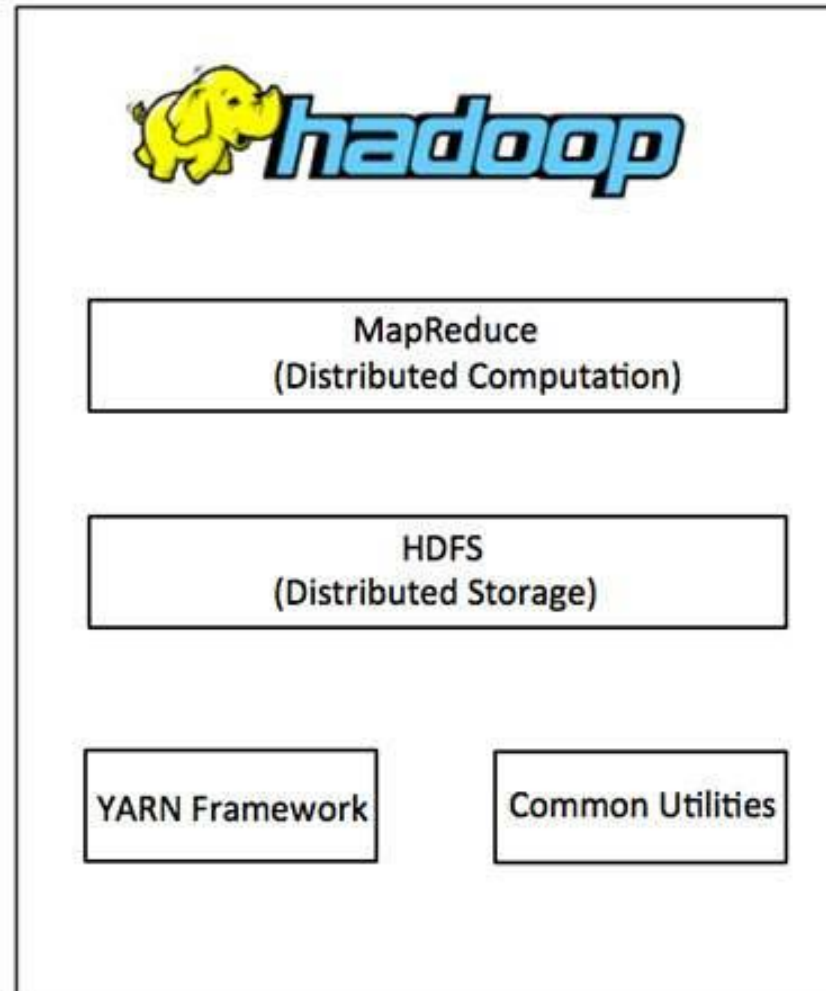 hadoop
MapReduce
(Distributed Computation)
HDFS
(Distributed Storage)
YARN Framework
Common Utilities